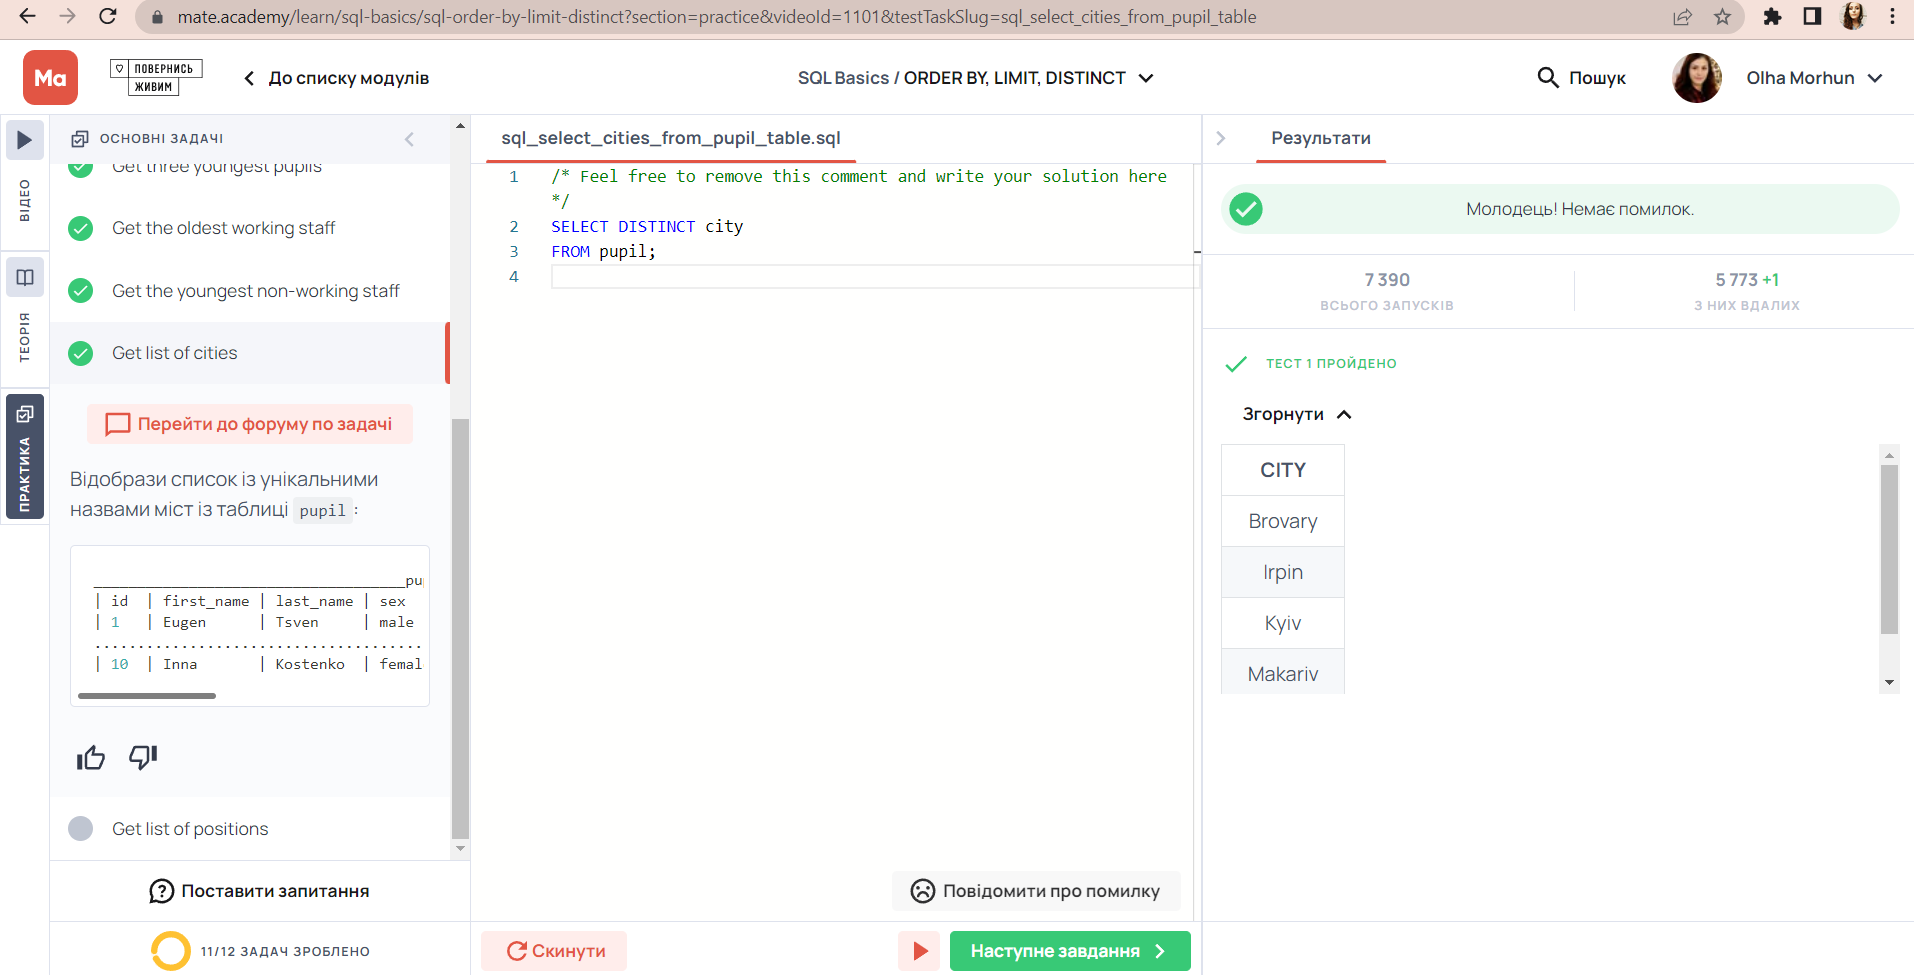 mate.academy/learn/sql-basics/sql-order-by-limit-distinct?section=practice&videoId=1101&testTaskSlug=sql_select_cities_from_pupil_table
Ma
ПОВЕРНИСЬ
ЖИВИМ
До списку модулів
SQL Basics / ORDER BY, LIMIT, DISTINCT
Пошук
Olha Morhun
ВІДЕО
ТЕОРІЯ
ПРАКТИКА
ОСНОВНІ ЗАДАЧІ
Get three youngest pupils
Get the oldest working staff
Get the youngest non-working staff
Get list of cities
Перейти до форуму по задачі
Відобрази список із унікальними
назвами міст із таблиці pupil :
____________________________________pu
| id | first_name | last_name | sex
| 1 | Eugen | Tsven | male
......................................
| 10 | Inna | Kostenko | femal
Get list of positions
Поставити запитання
11/12 ЗАДАЧ ЗРОБЛЕНО
sql_select_cities_from_pupil_table.sql
1 /* Feel free to remove this comment and write your solution here
*/
2 SELECT DISTINCT city
3 FROM pupil;
4
Повідомити про помилку
Скинути
Наступне завдання
Результати
Молодець! Немає помилок.
7 390
ВСЬОГО ЗАПУСКІВ
5 773 +1
З НИХ ВДАЛИХ
ТЕСТ 1 ПРОЙДЕНО
Згорнути
CITY
Brovary
Irpin
Kyiv
Makariv